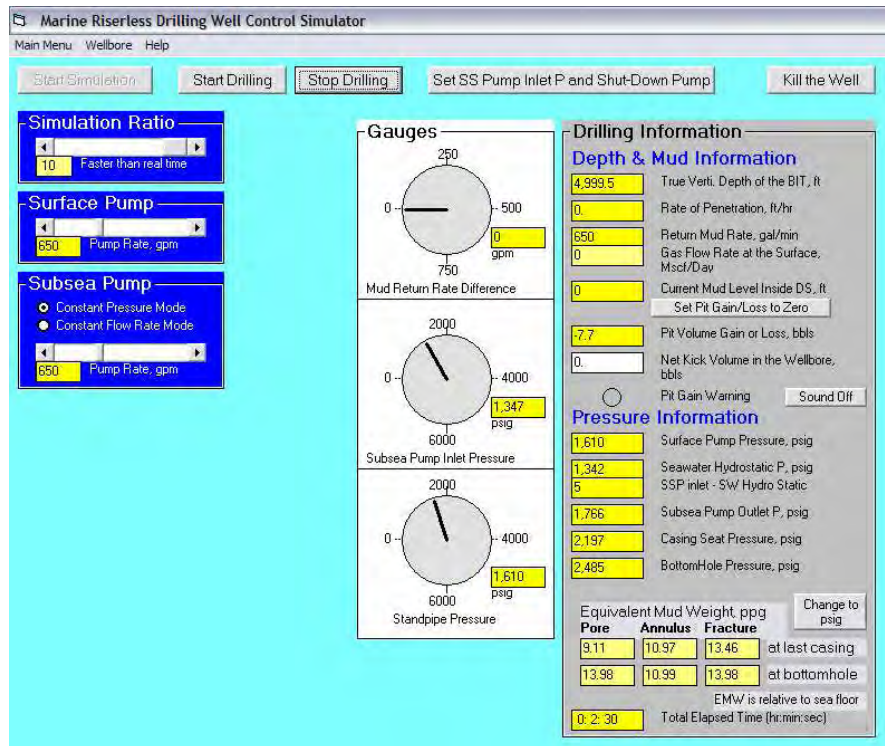 Marine Riserless Drilling Well Control Simulator
Main Menu Wellbore Help
Start Simulation Start Drilling Stop Drilling Set SS Pump Inlet P and Shut-Down Pump Kill the Well
Simulation Ratio
10 Faster than real time
Surface Pump
650 Pump Rate, gpm
Subsea Pump
Constant Pressure Mode
Constant Flow Rate Mode
650 Pump Rate, gpm
Gauges
250
0 500
0
gpm
750
Mud Return Rate Difference
2000
0 4000
1,347
psig
6000
Subsea Pump Inlet Pressure
2000
0 4000
1,610
psig
6000
Standpipe Pressure
Drilling Information
Depth & Mud Information
4,999.5 True Verti. Depth of the BIT, ft
0. Rate of Penetration, ft/hr
650 Return Mud Rate, gal/min
0 Gas Flow Rate at the Surface,
Mscf/Day
0 Current Mud Level Inside DS, ft
Set Pit Gain/Loss to Zero
-7.7 Pit Volume Gain or Loss, bbls
0. Net Kick Volume in the Wellbore,
bbls
Pit Gain Warning Sound Off
Pressure Information
1,610 Surface Pump Pressure, psig
1,342 Seawater Hydrostatic P, psig
5 SSP inlet - SW Hydro Static
1,766 Subsea Pump Outlet P, psig
2,197 Casing Seat Pressure, psig
2,485 BottomHole Pressure, psig
Equivalent Mud Weight, ppg
Change to
psig
Pore Annulus Fracture
9.11 10.97 13.46 at last casing
13.98 10.99 13.98 at bottomhole
EMW is relative to sea floor
0: 2: 30 Total Elapsed Time (hr:min:sec)